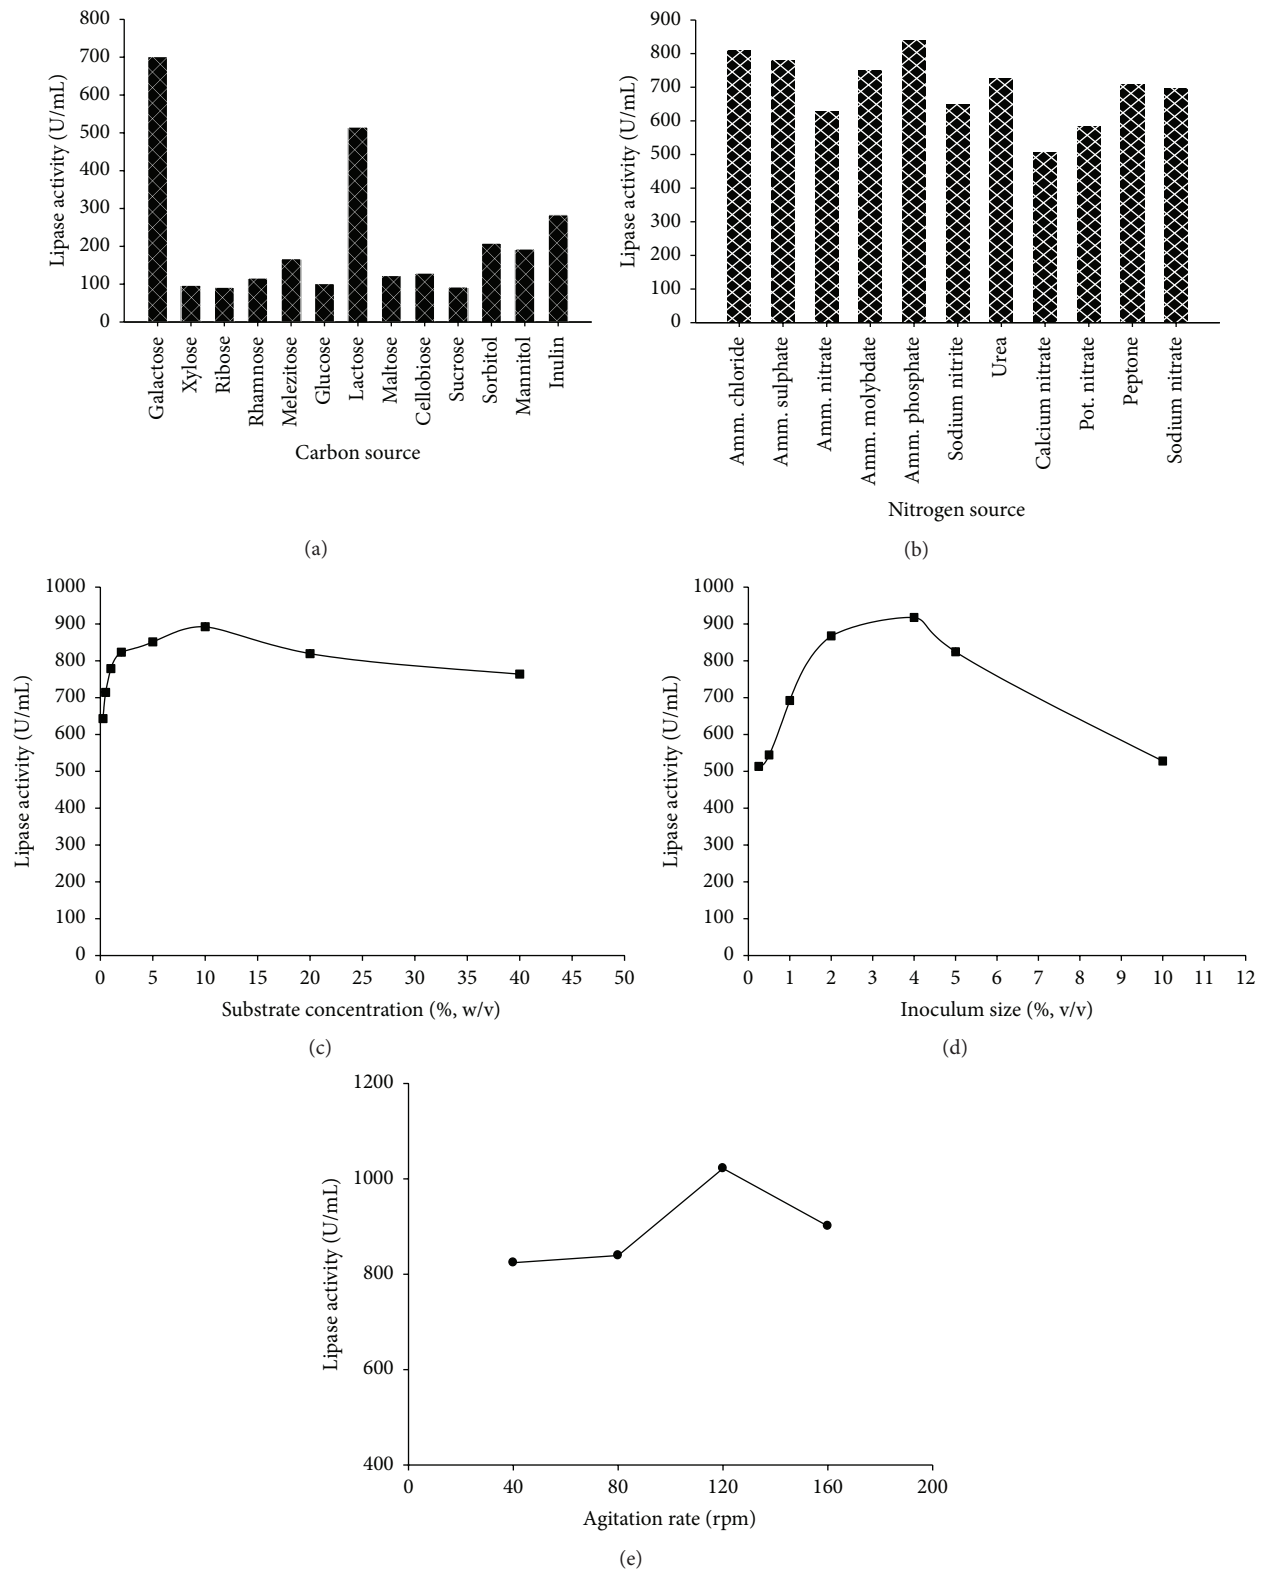 800
700
600
500
400
300
200
100
0
Lipase activity (U/mL)
Galactose
Xylose
Ribose
Rhamnose
Melezitose
Glucose
Lactose
Maltose
Cellobiose
Sucrose
Sorbitol
Mannitol
Inulin
Carbon source
(a)
900
800
700
600
500
400
300
200
100
0
Lipase activity (U/mL)
Amm. chloride
Amm. sulphate
Amm. nitrate
Amm. molybdate
Amm. phosphate
Sodium nitrite
Urea
Calcium nitrate
Pot. nitrate
Peptone
Sodium nitrate
Nitrogen source
(b)
1000
900
800
700
600
500
400
300
200
100
0
Lipase activity (U/mL)
0 5 10 15 20 25 30 35 40 45 50
Substrate concentration (%, w/v)
(c)
1000
900
800
700
600
500
400
300
200
100
0
Lipase activity (U/mL)
0 1 2 3 4 5 6 7 8 9 10 11 12
Inoculum size (%, v/v)
(d)
1200
1000
800
600
400
Lipase activity (U/mL)
0 40 80 120 160 200
Agitation rate (rpm)
(e)